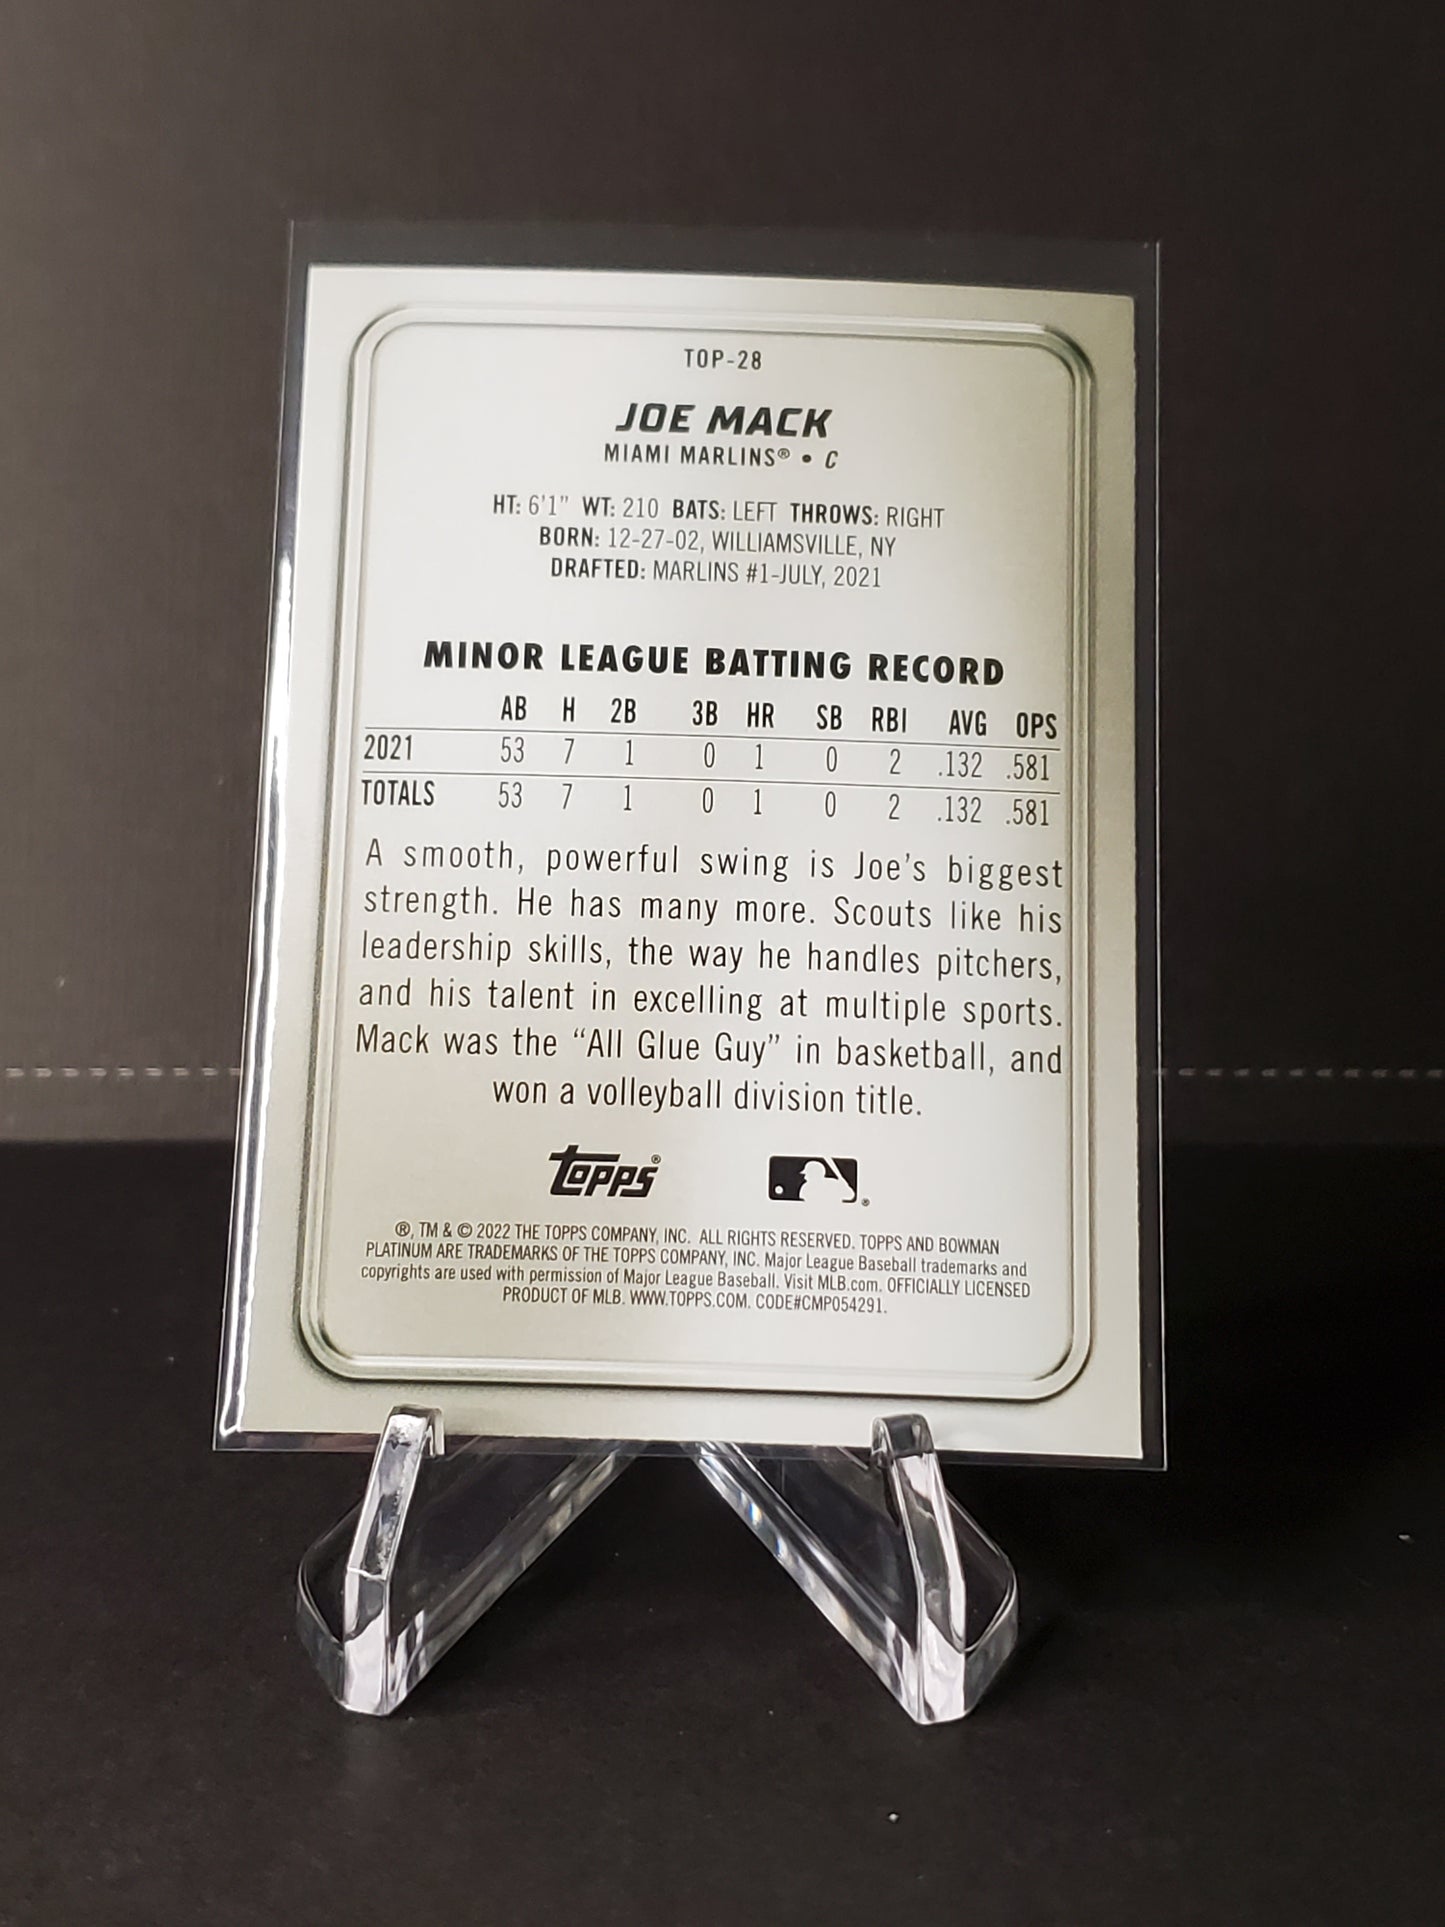 TOP-28
JOE MACK
MIAMI MARLINS® • C
HT: 6'1" WT: 210 BATS: LEFT THROWS: RIGHT
BORN: 12-27-02, WILLIAMSVILLE, NY
DRAFTED: MARLINS #1-JULY, 2021
MINOR LEAGUE BATTING RECORD
AB H 2B 3B HR SB RBI AVG OPS
2021 53 7 1 0 1 0 2 .132 .581
TOTALS 53 7 1 0 1 0 2 .132 .581
A smooth, powerful swing is Joe's biggest
strength. He has many more. Scouts like his
leadership skills, the way he handles pitchers,
and his talent in excelling at multiple sports.
Mack was the “All Glue Guy” in basketball, and
won a volleyball division title.
Topps® ®
®, TM & © 2022 THE TOPPS COMPANY, INC. ALL RIGHTS RESERVED. TOPPS AND BOWMAN
PLATINUM ARE TRADEMARKS OF THE TOPPS COMPANY, INC. Major League Baseball trademarks and
copyrights are used with permission of Major League Baseball. Visit MLB.com. OFFICIALLY LICENSED
PRODUCT OF MLB. WWW.TOPPS.COM. CODE#CMP054291.